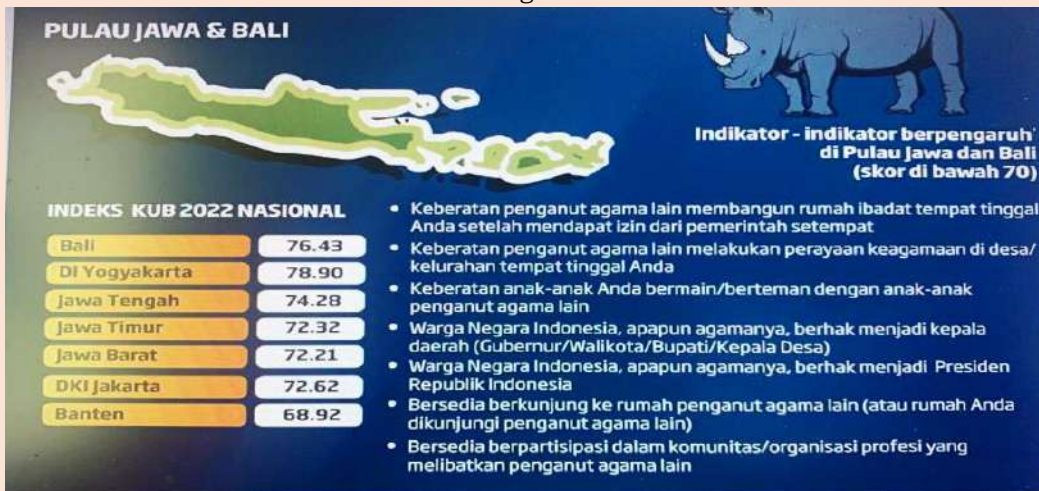 PULAU JAWA & BALI
Indikator - indikator berpengaruh
di Pulau Jawa dan Bali
(skor di bawah 70)
INDEKS KUB 2022 NASIONAL
Bali 76.43
DI Yogyakarta 78.90
Jawa Tengah 74.28
Jawa Timur 72.32
Jawa Barat 72.21
DKI Jakarta 72.62
Banten 68.92
• Keberatan penganut agama lain membangun rumah ibadat tempat tinggal
Anda setelah mendapat izin dari pemerintah setempat
• Keberatan penganut agama lain melakukan perayaan keagamaan di desa/
kelurahan tempat tinggal Anda
• Keberatan anak-anak Anda bermain/berteman dengan anak-anak
penganut agama lain
• Warga Negara Indonesia, apapun agamanya, berhak menjadi kepala
daerah (Gubernur/Walikota/Bupati/Kepala Desa)
• Warga Negara Indonesia, apapun agamanya, berhak menjadi Presiden
Republik Indonesia
• Bersedia berkunjung ke rumah penganut agama lain (atau rumah Anda
dikunjungi penganut agama lain)
• Bersedia berpartisipasi dalam komunitas/organisasi profesi yang
melibatkan penganut agama lain